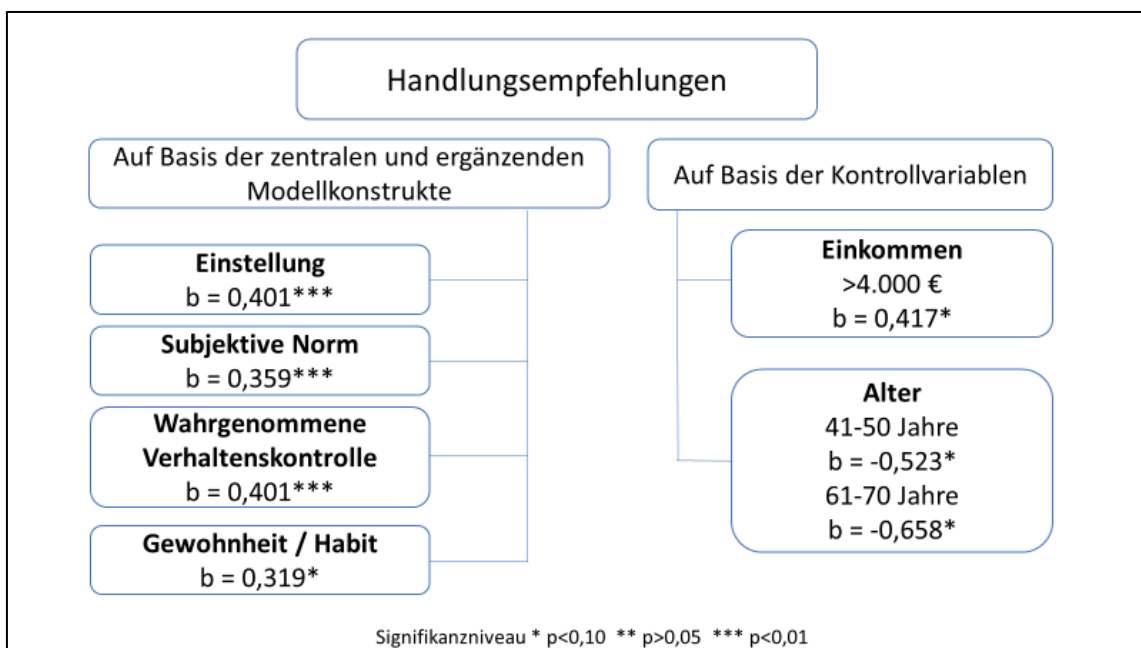 Handlungsempfehlungen
Auf Basis der zentralen und ergänzenden
Modellkonstrukte
Einstellung
b = 0,401***
Subjektive Norm
b = 0,359***
Wahrgenommene
Verhaltenskontrolle
b = 0,401***
Gewohnheit / Habit
b = 0,319*
Auf Basis der Kontrollvariablen
Einkommen
>4.000 €
b = 0,417*
Alter
41-50 Jahre
b = -0,523*
61-70 Jahre
b = -0,658*
Signifikanzniveau * p<0,10 ** p>0,05 *** p<0,01